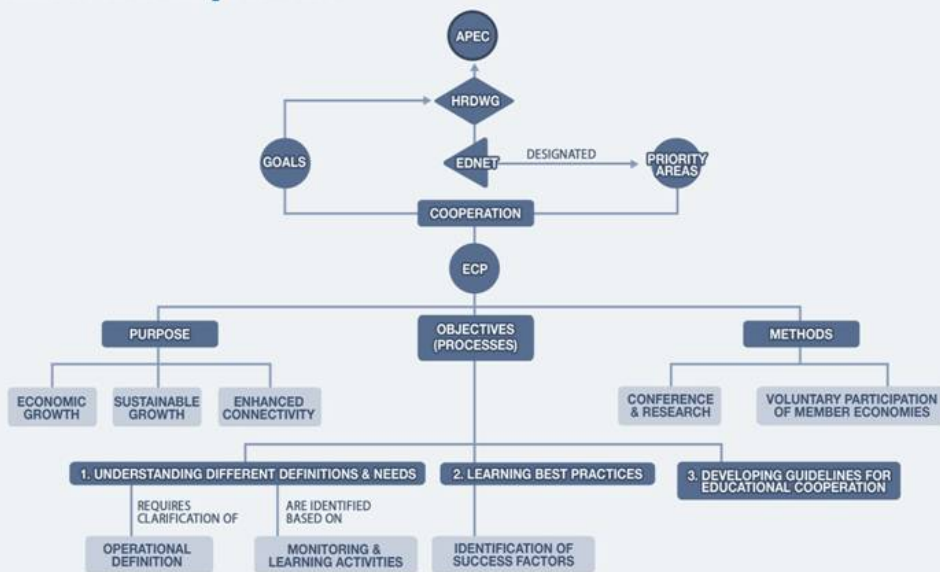 APEC
HRDWG
GOALS
EDNET
DESIGNATED
PRIORITY
AREAS
COOPERATION
ECP
PURPOSE
OBJECTIVES
(PROCESSES)
METHODS
ECONOMIC
GROWTH
SUSTAINABLE
GROWTH
ENHANCED
CONNECTIVITY
CONFERENCE
& RESEARCH
VOLUNTARY PARTICIPATION
OF MEMBER ECONOMIES
1. UNDERSTANDING DIFFERENT DEFINITIONS & NEEDS
2. LEARNING BEST PRACTICES
3. DEVELOPING GUIDELINES FOR
EDUCATIONAL COOPERATION
REQUIRES
CLARIFICATION OF
ARE IDENTIFIED
BASED ON
OPERATIONAL
DEFINITION
MONITORING &
LEARNING ACTIVITIES
IDENTIFICATION OF
SUCCESS FACTORS